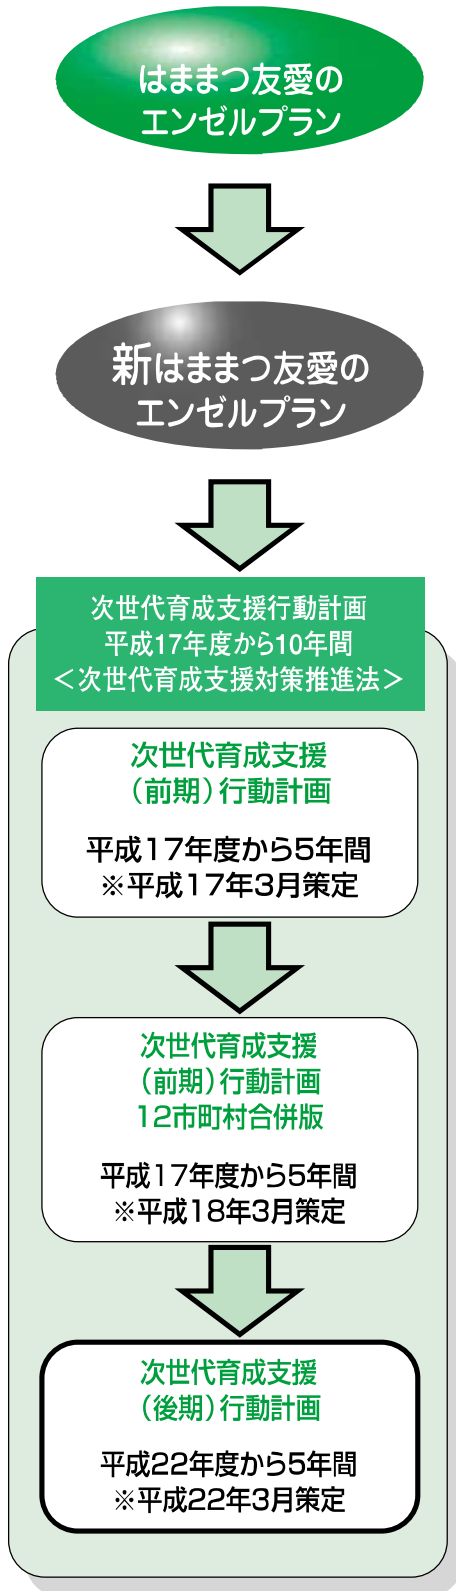 はままつ友愛の
エンゼルプラン
新はままつ友愛の
エンゼルプラン
次世代育成支援行動計画
平成17年度から10年間
＜次世代育成支援対策推進法＞
次世代育成支援
（前期）行動計画
平成17年度から5年間
※平成17年3月策定
次世代育成支援
（前期）行動計画
12市町村合併版
平成17年度から5年間
※平成18年3月策定
次世代育成支援
（後期）行動計画
平成22年度から5年間
※平成22年3月策定